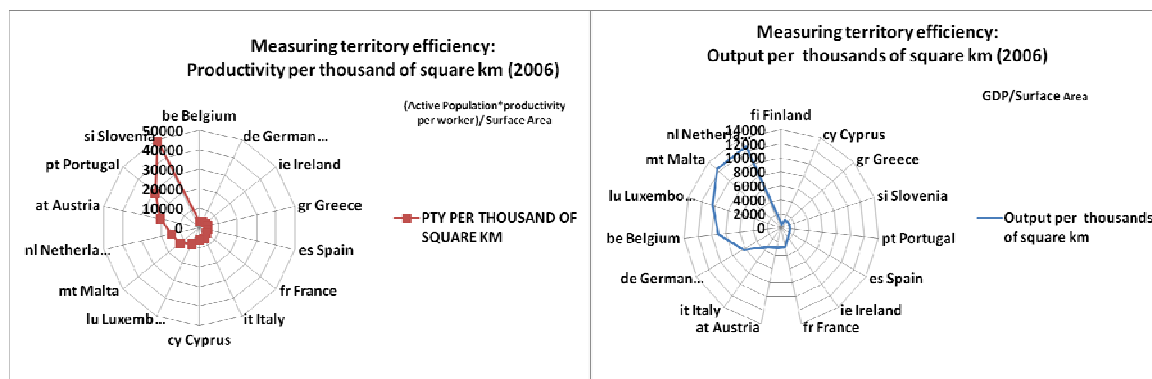 Measuring territory efficiency:
Productivity per thousand of square km (2006)
(Active Population*productivity
per worker)/ Surface Area
be Belgium
de German ...
ie Ireland
gr Greece
es Spain
fr France
it Italy
cy Cyprus
lu Luxemb ...
mt Malta
nl Netherla...
at Austria
pt Portugal
si Slovenia
50000
40000
30000
20000
10000
0
PTY PER THOUSAND OF
SQUARE KM
Measuring territory efficiency:
Output per thousands of square km (2006)
GDP/Surface Area
fi Finland
cy Cyprus
gr Greece
si Slovenia
pt Portugal
es Spain
ie Ireland
fr France
at Austria
it Italy
de German ...
be Belgium
lu Luxembo ...
mt Malta
nl Netherla...
14000
12000
10000
8000
6000
4000
2000
0
Output per thousands
of square km